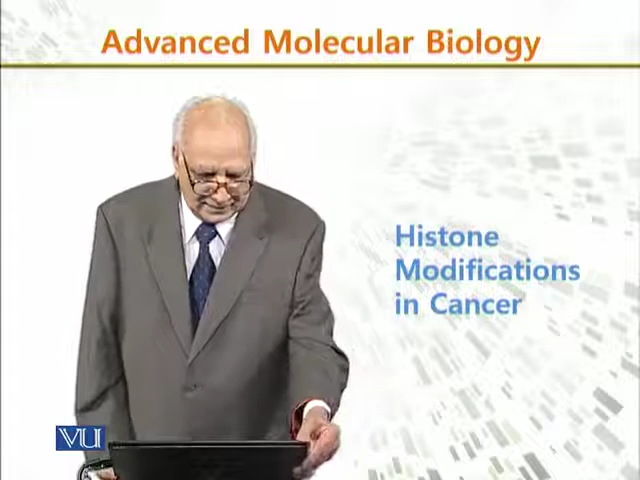 Advanced Molecular Biology
Histone
Modifications
in Cancer
VU